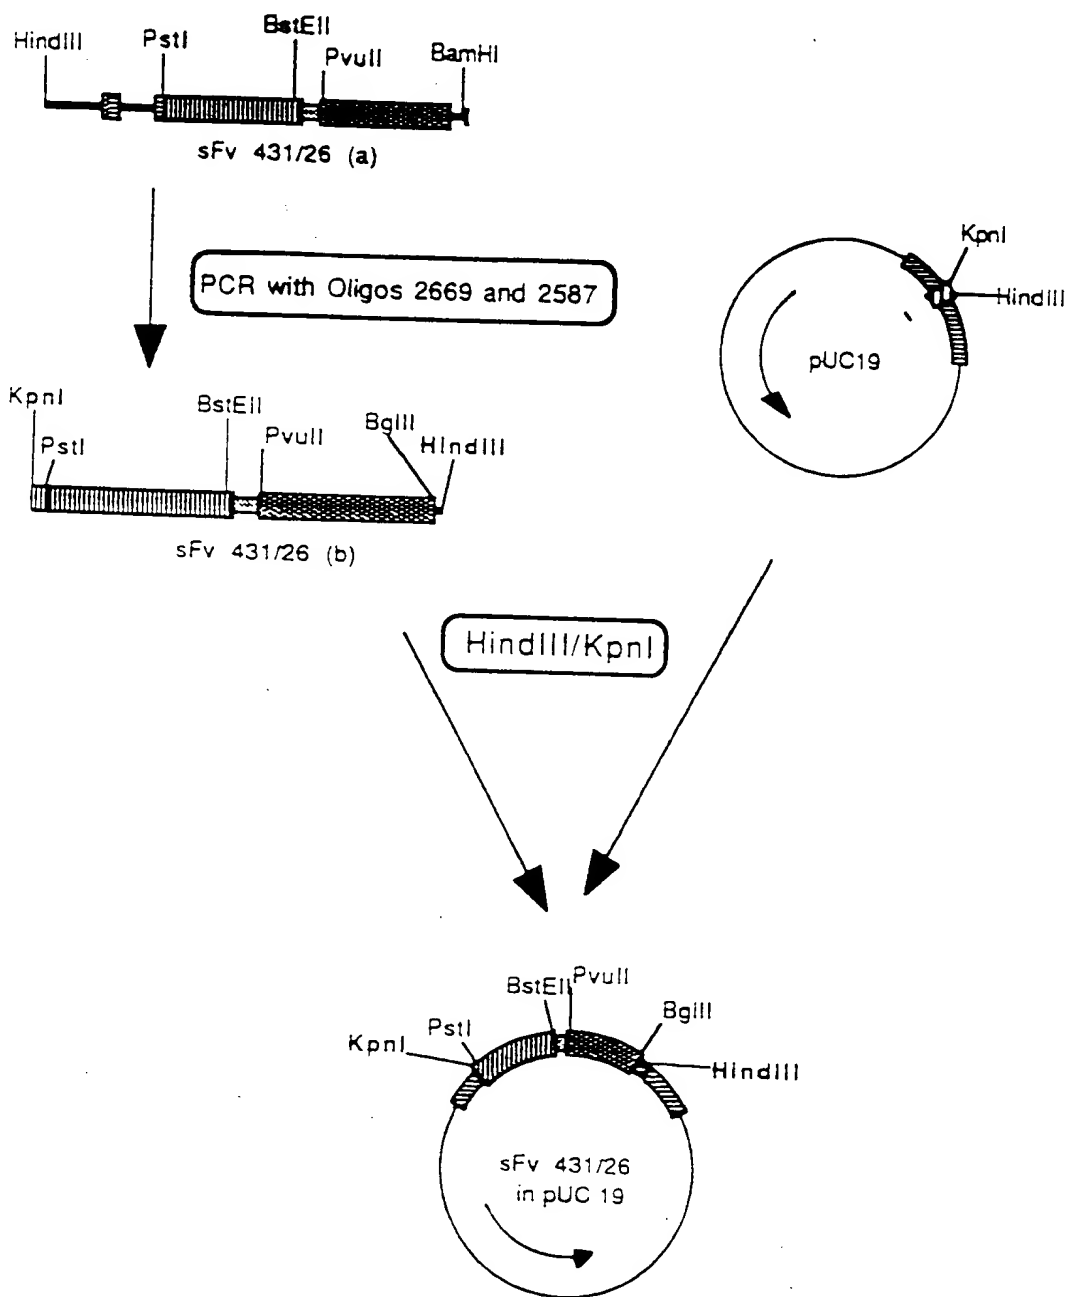 HindIII
PstI
BstEII
PvuII
BamHI
sFv 431/26 (a)
PCR with Oligos 2669 and 2587
KpnI
HindIII
pUC19
KpnI
PstI
BstEII
PvuII
BglII
HindIII
sFv 431/26 (b)
HindIII/KpnI
KpnI
PstI
BstEII
PvuII
BglII
HindIII
sFv 431/26
in pUC 19